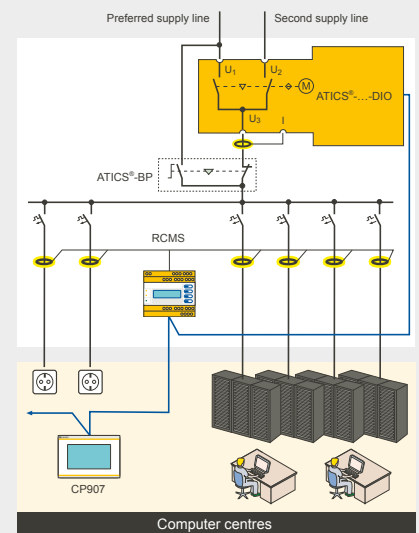 Preferred supply line
Second supply line
U1
U2
M
ATICS®-...-DIO
U3
I
ATICS®-BP
RCMS
CP907
Computer centres